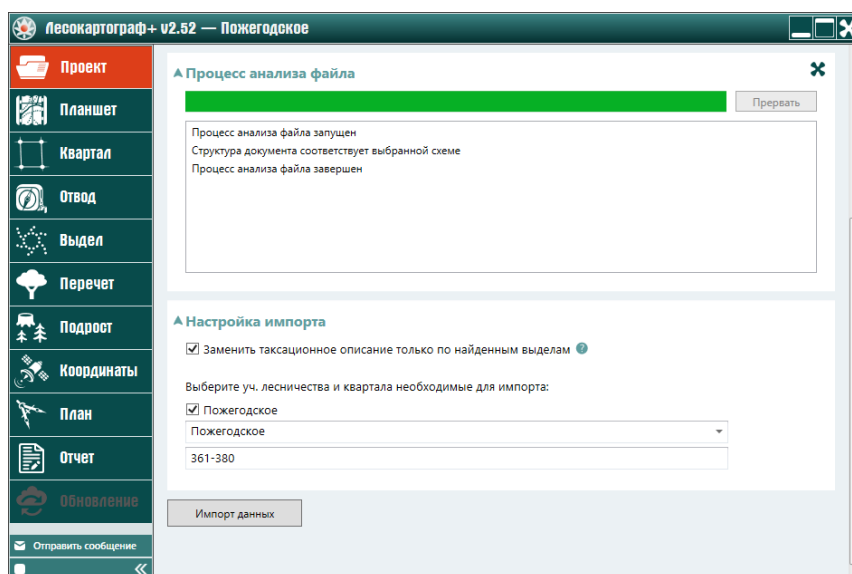 Лесокартограф+ v2.52 — Пожегодское
Проект
Планшет
Квартал
Отвод
Выдел
Перечет
Подрост
Координаты
План
Отчет
Обновление
Отправить сообщение
Процесс анализа файла
Прервать
Процесс анализа файла запущен
Структура документа соответствует выбранной схеме
Процесс анализа файла завершен
Настройка импорта
Заменить таксационное описание только по найденным выделам
Выберите уч. лесничества и квартала необходимые для импорта:
Пожегодское
Пожегодское
361-380
Импорт данных